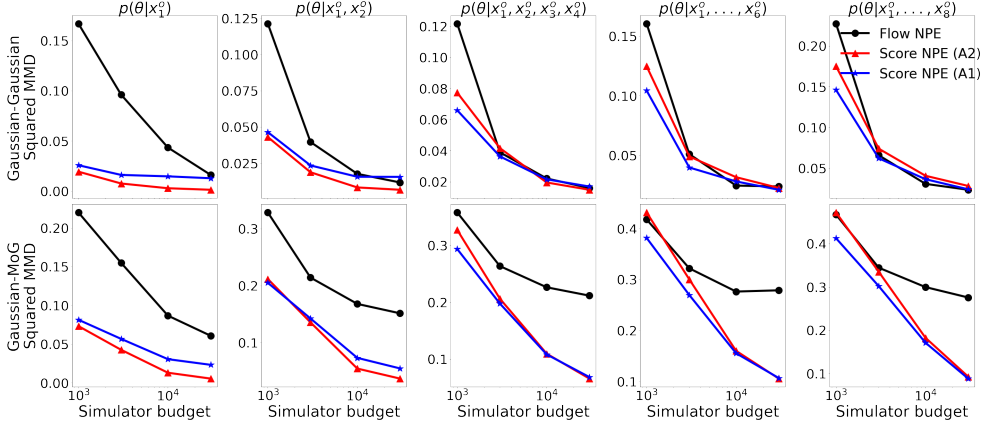 p(θ|x₁ᵒ)
p(θ|x₁ᵒ, x₂ᵒ)
p(θ|x₁ᵒ, x₂ᵒ, x₃ᵒ, x₄ᵒ)
p(θ|x₁ᵒ, . . . , x₆ᵒ)
p(θ|x₁ᵒ, . . . , x₈ᵒ)
Gaussian-Gaussian
Squared MMD
0.15
0.10
0.05
0.00
0.125
0.100
0.075
0.050
0.025
0.12
0.10
0.08
0.06
0.04
0.02
0.15
0.10
0.05
0.20
0.15
0.10
0.05
Flow NPE
Score NPE (A2)
Score NPE (A1)
Gaussian-MoG
Squared MMD
0.20
0.15
0.10
0.05
0.00
0.3
0.2
0.1
0.3
0.2
0.1
0.4
0.3
0.2
0.1
0.4
0.3
0.2
0.1
10³ 10⁴
10³ 10⁴
10³ 10⁴
10³ 10⁴
10³ 10⁴
Simulator budget
Simulator budget
Simulator budget
Simulator budget
Simulator budget